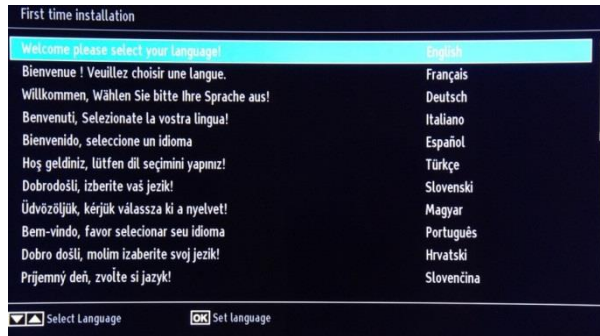 First time installation
Welcome please select your language! English
Bienvenue ! Veuillez choisir une langue. Français
Willkommen, Wählen Sie bitte Ihre Sprache aus! Deutsch
Benvenuti, Selezionate la vostra lingua! Italiano
Bienvenido, seleccione un idioma Español
Hoş geldiniz, lütfen dil seçimini yapınız! Türkçe
Dobrodošli, izberite vaš jezik! Slovenski
Üdvözöljük, kérjük válassza ki a nyelvet! Magyar
Bem-vindo, favor selecionar seu idioma Português
Dobro došli, molim izaberite svoj jezik! Hrvatski
Príjemný deň, zvoľte si jazyk! Slovenčina
Select Language OK Set language